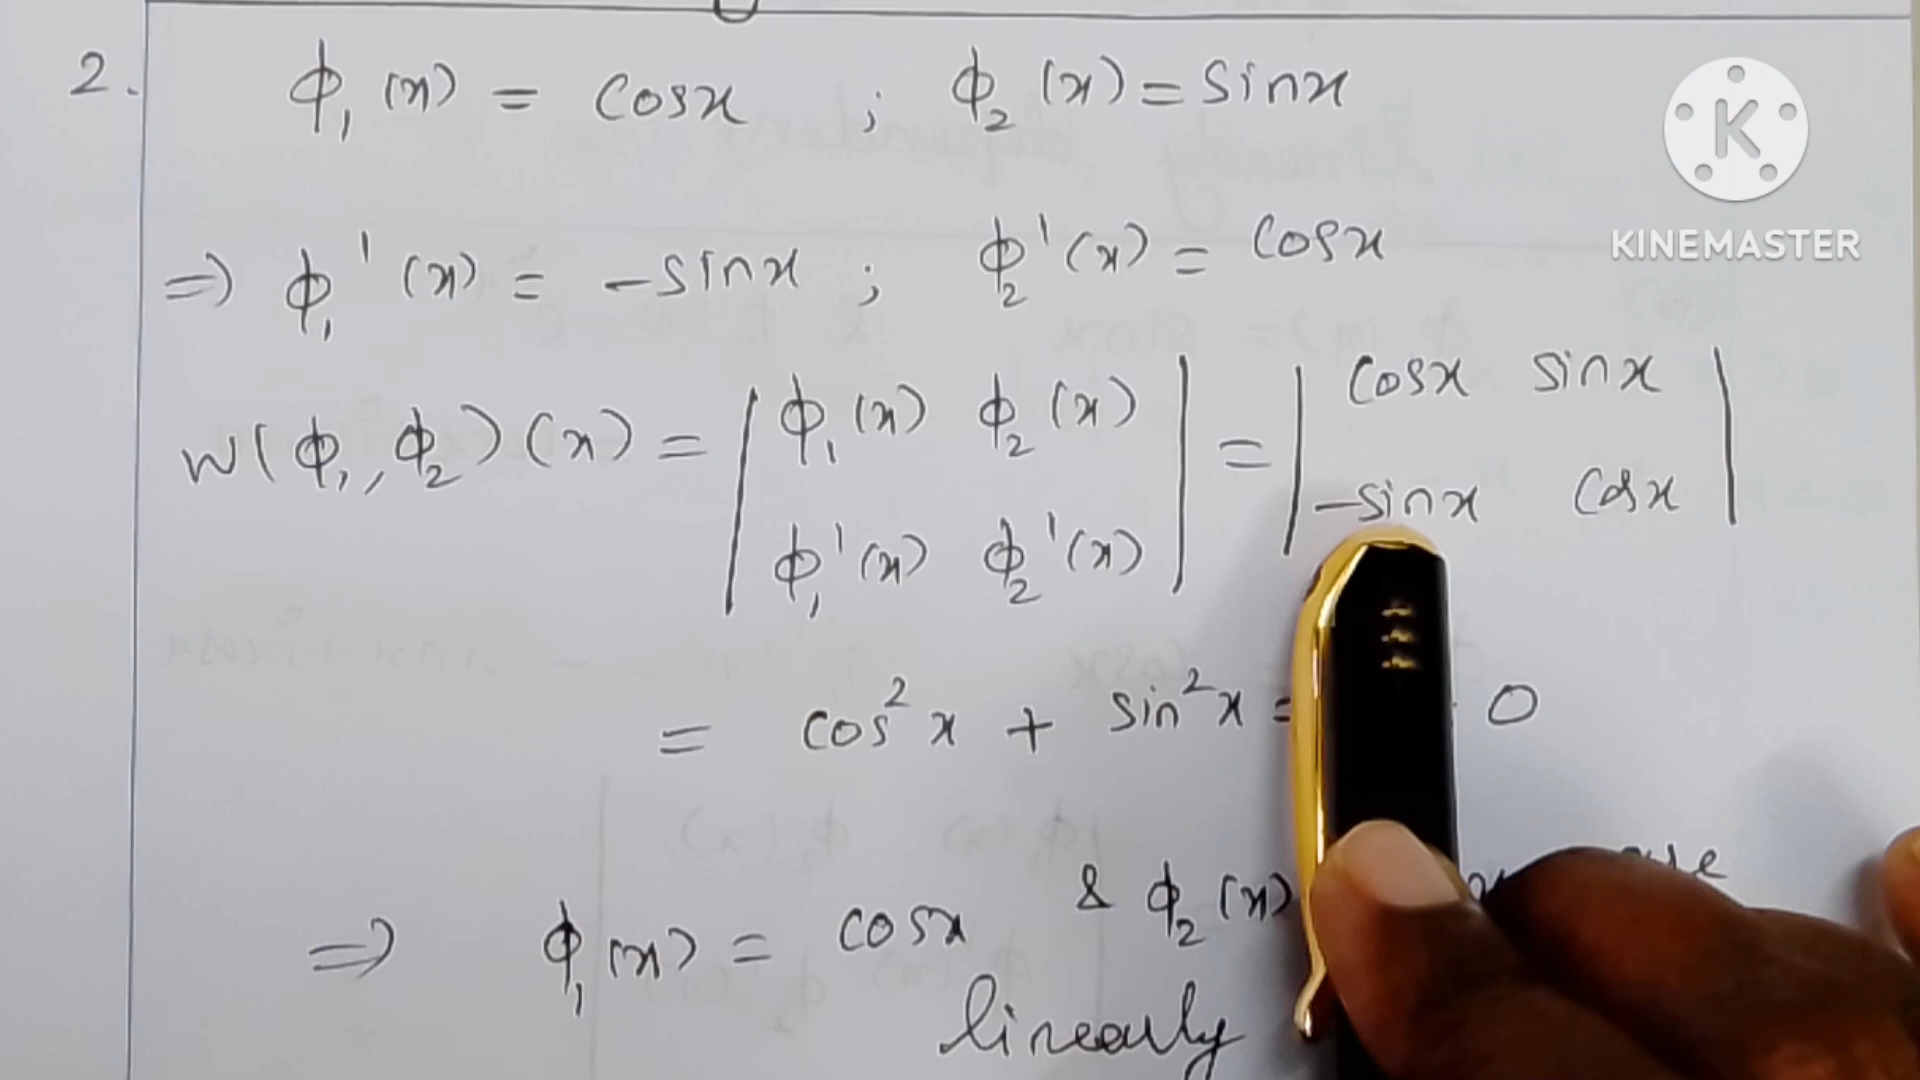 2. ϕ₁(x) = cosx ; ϕ₂(x) = sinx
⇒ ϕ₁'(x) = -sinx ; ϕ₂'(x) = cosx
W(ϕ₁, ϕ₂)(x) = | ϕ₁(x) ϕ₂(x) | = | cosx sinx |
| ϕ₁'(x) ϕ₂'(x) | | -sinx cosx |
= cos²x + sin²x = 0
⇒ ϕ₁(x) = cosx & ϕ₂(x) are
linearly
K
KINEMASTER